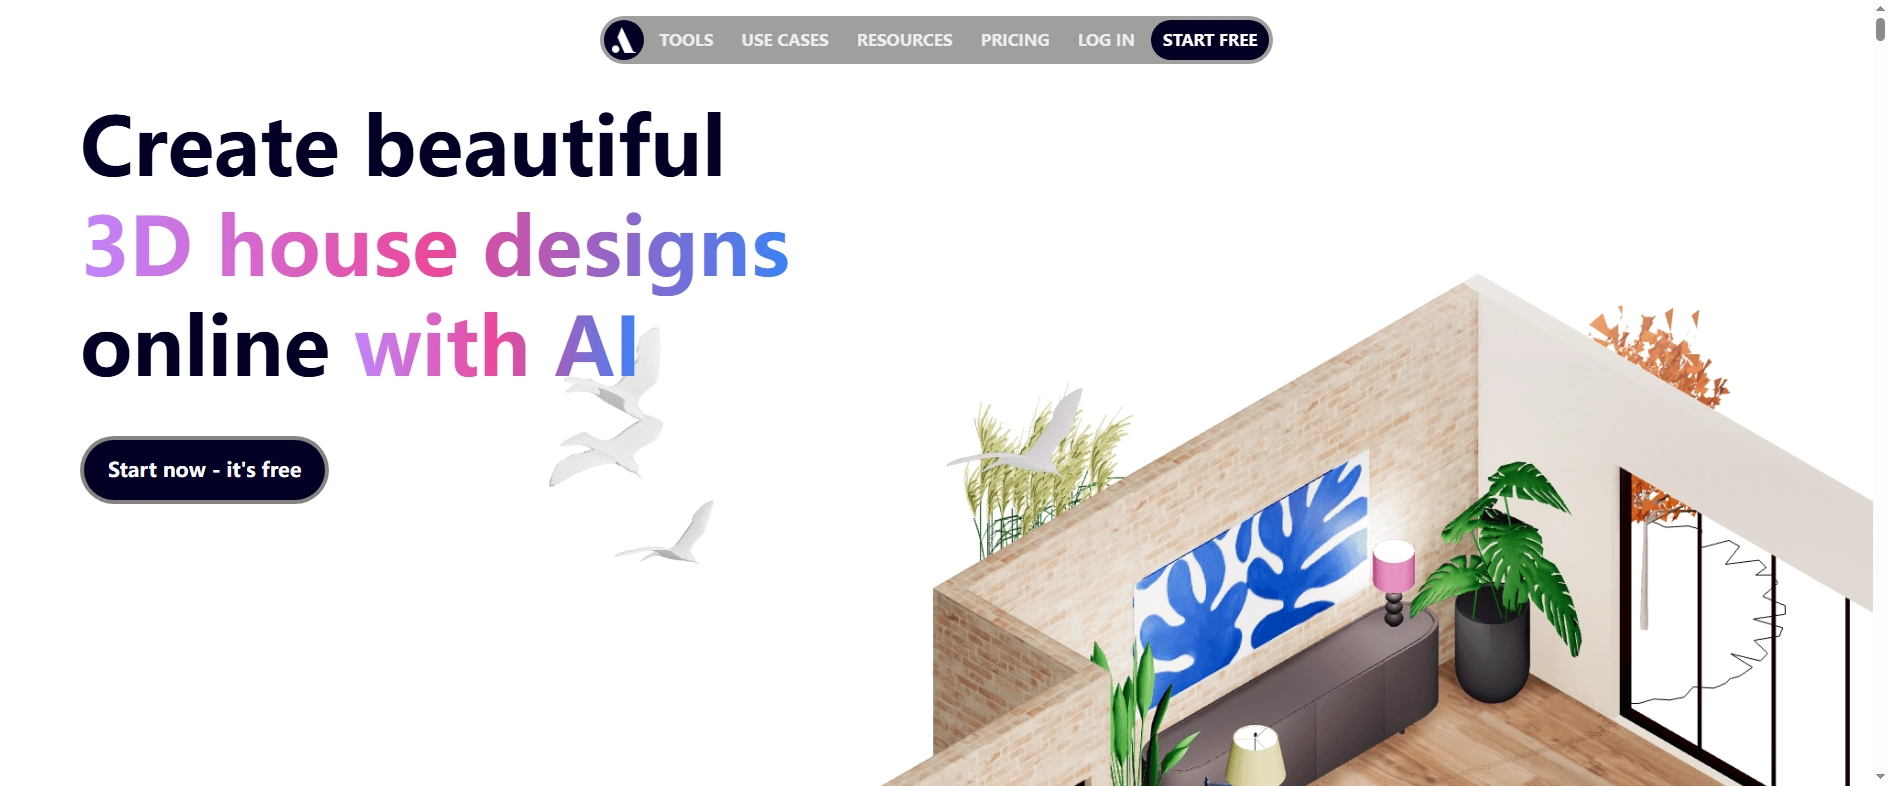 TOOLS USE CASES RESOURCES PRICING LOG IN START FREE
Create beautiful
3D house designs
online with AI
Start now - it's free